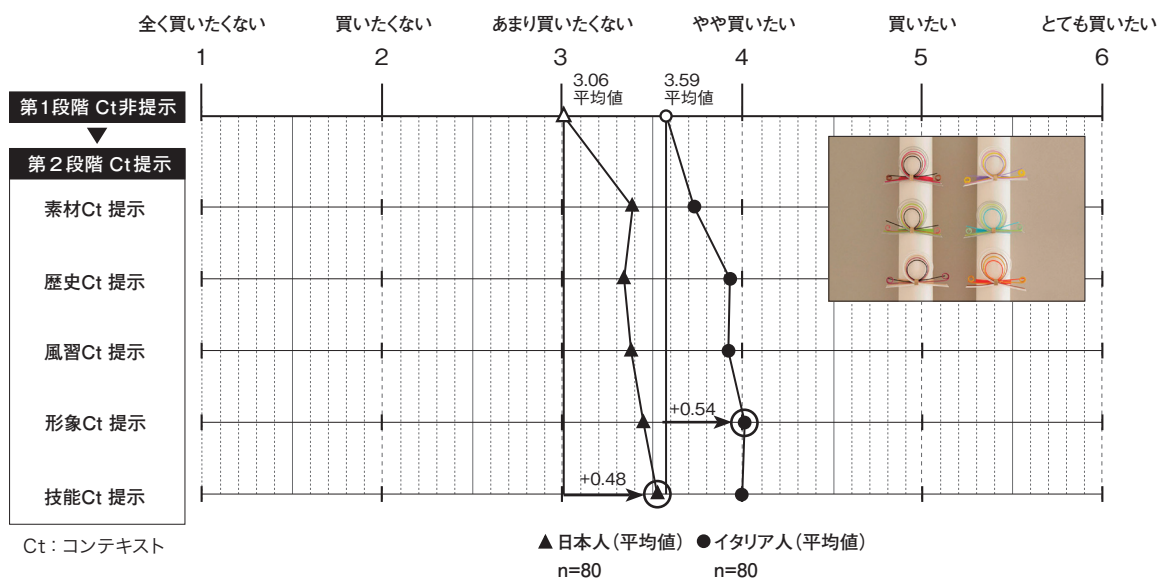 全く買いたくない 買いたくない あまり買いたくない やや買いたい 買いたい とても買いたい
1 2 3 4 5 6
3.06 3.59
平均値 平均値
第1段階 Ct非提示
▼
第2段階 Ct提示
素材Ct 提示
歴史Ct 提示
風習Ct 提示
形象Ct 提示
+0.54
技能Ct 提示
+0.48
Ct：コンテキスト
▲日本人（平均値） ●イタリア人（平均値）
n=80 n=80